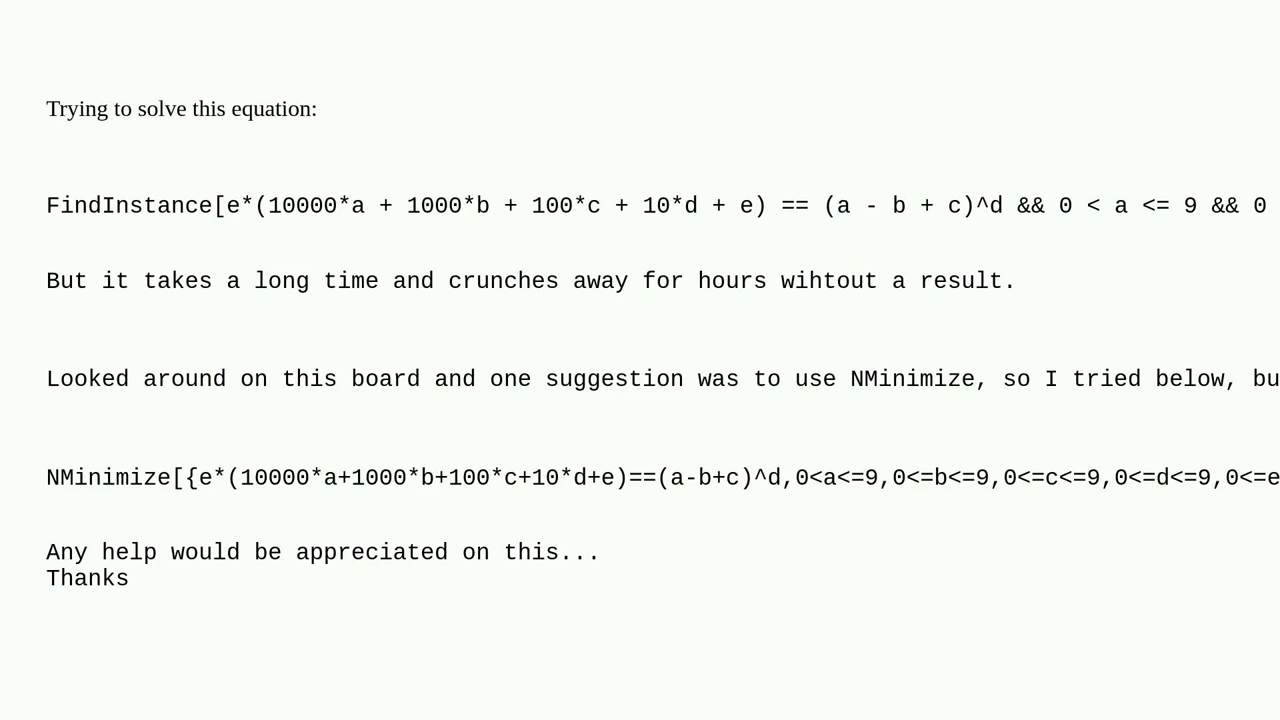 Trying to solve this equation:
FindInstance[e*(10000*a + 1000*b + 100*c + 10*d + e) == (a - b + c)^d && 0 < a <= 9 && 0
But it takes a long time and crunches away for hours wihtout a result.
Looked around on this board and one suggestion was to use NMinimize, so I tried below, bu
NMinimize[{e*(10000*a+1000*b+100*c+10*d+e)==(a-b+c)^d,0<a<=9,0<=b<=9,0<=c<=9,0<=d<=9,0<=e
Any help would be appreciated on this...
Thanks